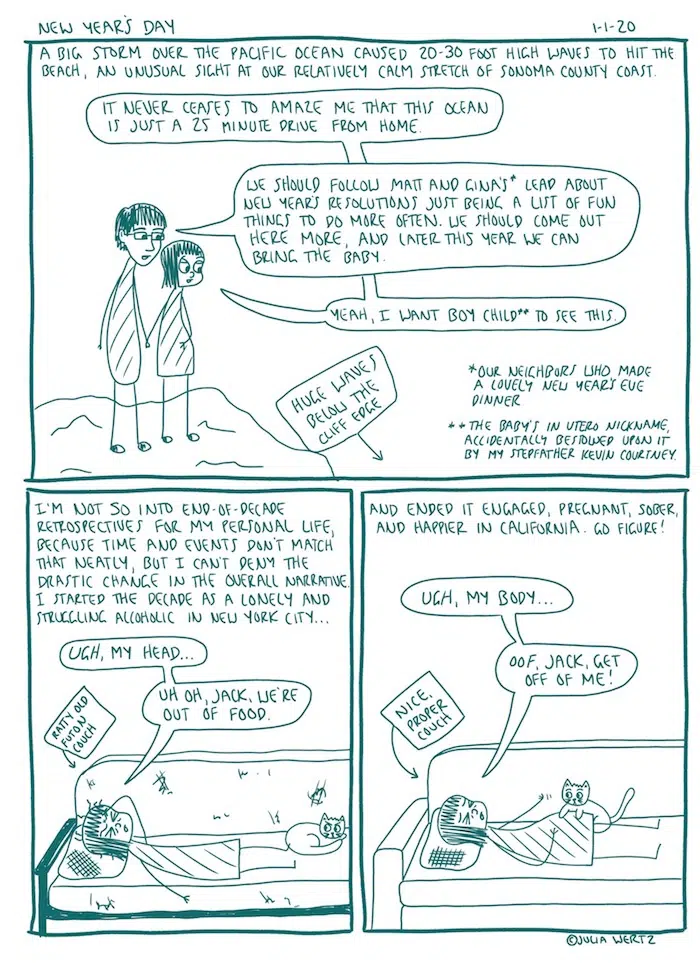 NEW YEAR'S DAY
1-1-20
A BIG STORM OVER THE PACIFIC OCEAN CAUSED 20-30 FOOT HIGH WAVES TO HIT THE
BEACH, AN UNUSUAL SIGHT AT OUR RELATIVELY CALM STRETCH OF SONOMA COUNTY COAST.
IT NEVER CEASES TO AMAZE ME THAT THIS OCEAN
IS JUST A 25 MINUTE DRIVE FROM HOME.
WE SHOULD FOLLOW MATT AND GINA'S* LEAD ABOUT
NEW YEAR'S RESOLUTIONS JUST BEING A LIST OF FUN
THINGS TO DO MORE OFTEN. WE SHOULD COME OUT
HERE MORE, AND LATER THIS YEAR WE CAN
BRING THE BABY.
YEAH, I WANT BOY CHILD** TO SEE THIS.
HUGE WAVES
BELOW THE
CLIFF EDGE
*OUR NEIGHBORS WHO MADE
A LOVELY NEW YEAR'S EVE
DINNER
**THE BABY'S IN UTERO NICKNAME,
ACCIDENTALLY BESTOWED UPON IT
BY MY STEPFATHER KEVIN COURTNEY.
I'M NOT SO INTO END-OF-DECADE
RETROSPECTIVES FOR MY PERSONAL LIFE,
BECAUSE TIME AND EVENTS DON'T MATCH
THAT NEATLY, BUT I CAN'T DENY THE
DRASTIC CHANGE IN THE OVERALL NARRATIVE.
I STARTED THE DECADE AS A LONELY AND
STRUGGLING ALCOHOLIC IN NEW YORK CITY...
UGH, MY HEAD...
UH OH, JACK, WE'RE
OUT OF FOOD.
RATTY OLD
FUTON
COUCH
AND ENDED IT ENGAGED, PREGNANT, SOBER,
AND HAPPIER IN CALIFORNIA. GO FIGURE!
UGH, MY BODY...
OOF, JACK, GET
OFF OF ME!
NICE,
PROPER
COUCH
©JULIA WERTZ